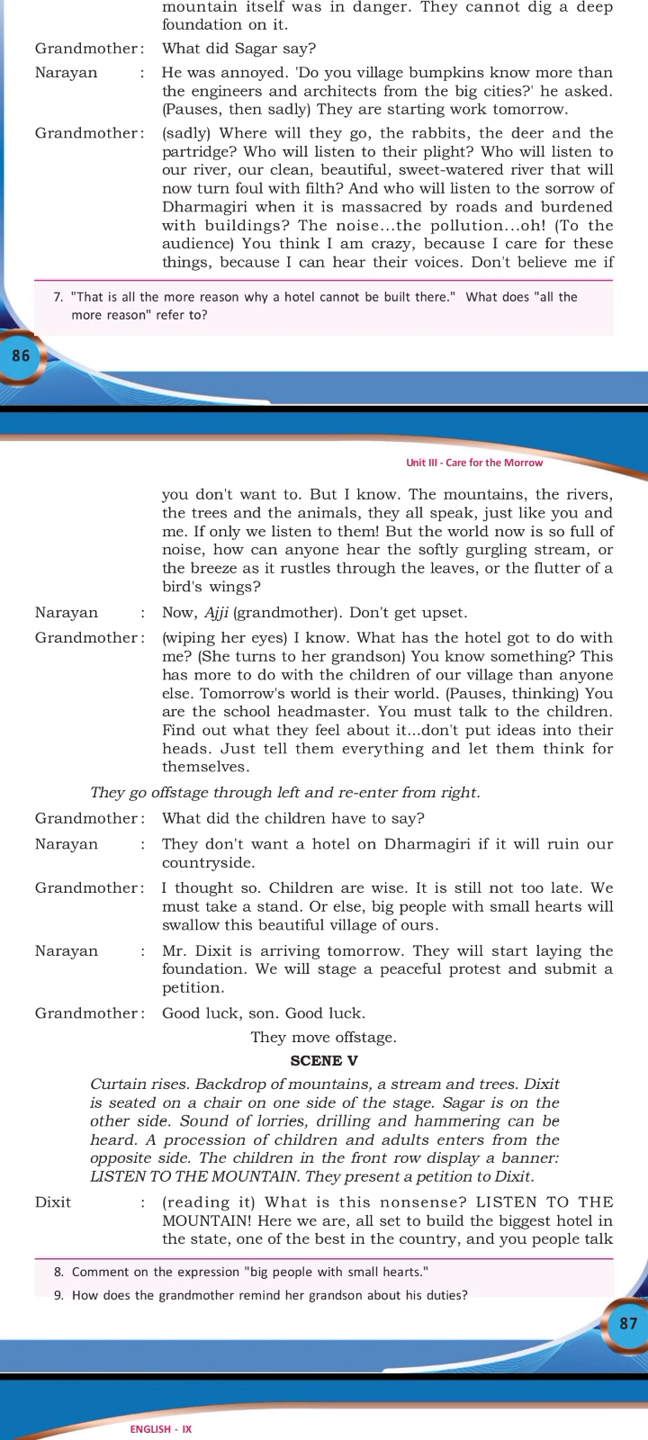 mountain itself was in danger. They cannot dig a deep
foundation on it.
Grandmother : What did Sagar say?
Narayan : He was annoyed. 'Do you village bumpkins know more than
the engineers and architects from the big cities?' he asked.
(Pauses, then sadly) They are starting work tomorrow.
Grandmother : (sadly) Where will they go, the rabbits, the deer and the
partridge? Who will listen to their plight? Who will listen to
our river, our clean, beautiful, sweet-watered river that will
now turn foul with filth? And who will listen to the sorrow of
Dharmagiri when it is massacred by roads and burdened
with buildings? The noise...the pollution...oh! (To the
audience) You think I am crazy, because I care for these
things, because I can hear their voices. Don't believe me if
7. "That is all the more reason why a hotel cannot be built there." What does "all the
more reason" refer to?
86
Unit III - Care for the Morrow
you don't want to. But I know. The mountains, the rivers,
the trees and the animals, they all speak, just like you and
me. If only we listen to them! But the world now is so full of
noise, how can anyone hear the softly gurgling stream, or
the breeze as it rustles through the leaves, or the flutter of a
bird's wings?
Narayan : Now, Ajji (grandmother). Don't get upset.
Grandmother : (wiping her eyes) I know. What has the hotel got to do with
me? (She turns to her grandson) You know something? This
has more to do with the children of our village than anyone
else. Tomorrow's world is their world. (Pauses, thinking) You
are the school headmaster. You must talk to the children.
Find out what they feel about it...don't put ideas into their
heads. Just tell them everything and let them think for
themselves.
They go offstage through left and re-enter from right.
Grandmother : What did the children have to say?
Narayan : They don't want a hotel on Dharmagiri if it will ruin our
countryside.
Grandmother : I thought so. Children are wise. It is still not too late. We
must take a stand. Or else, big people with small hearts will
swallow this beautiful village of ours.
Narayan : Mr. Dixit is arriving tomorrow. They will start laying the
foundation. We will stage a peaceful protest and submit a
petition.
Grandmother : Good luck, son. Good luck.
They move offstage.
SCENE V
Curtain rises. Backdrop of mountains, a stream and trees. Dixit
is seated on a chair on one side of the stage. Sagar is on the
other side. Sound of lorries, drilling and hammering can be
heard. A procession of children and adults enters from the
opposite side. The children in the front row display a banner:
LISTEN TO THE MOUNTAIN. They present a petition to Dixit.
Dixit : (reading it) What is this nonsense? LISTEN TO THE
MOUNTAIN! Here we are, all set to build the biggest hotel in
the state, one of the best in the country, and you people talk
8. Comment on the expression "big people with small hearts."
9. How does the grandmother remind her grandson about his duties?
87
ENGLISH - IX